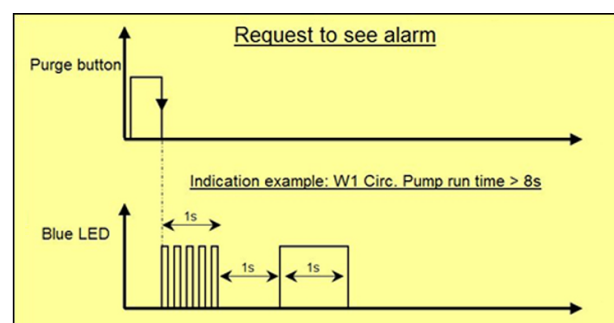 Request to see alarm
Purge button
Indication example: W1 Circ. Pump run time > 8s
1s
Blue LED
1s
1s